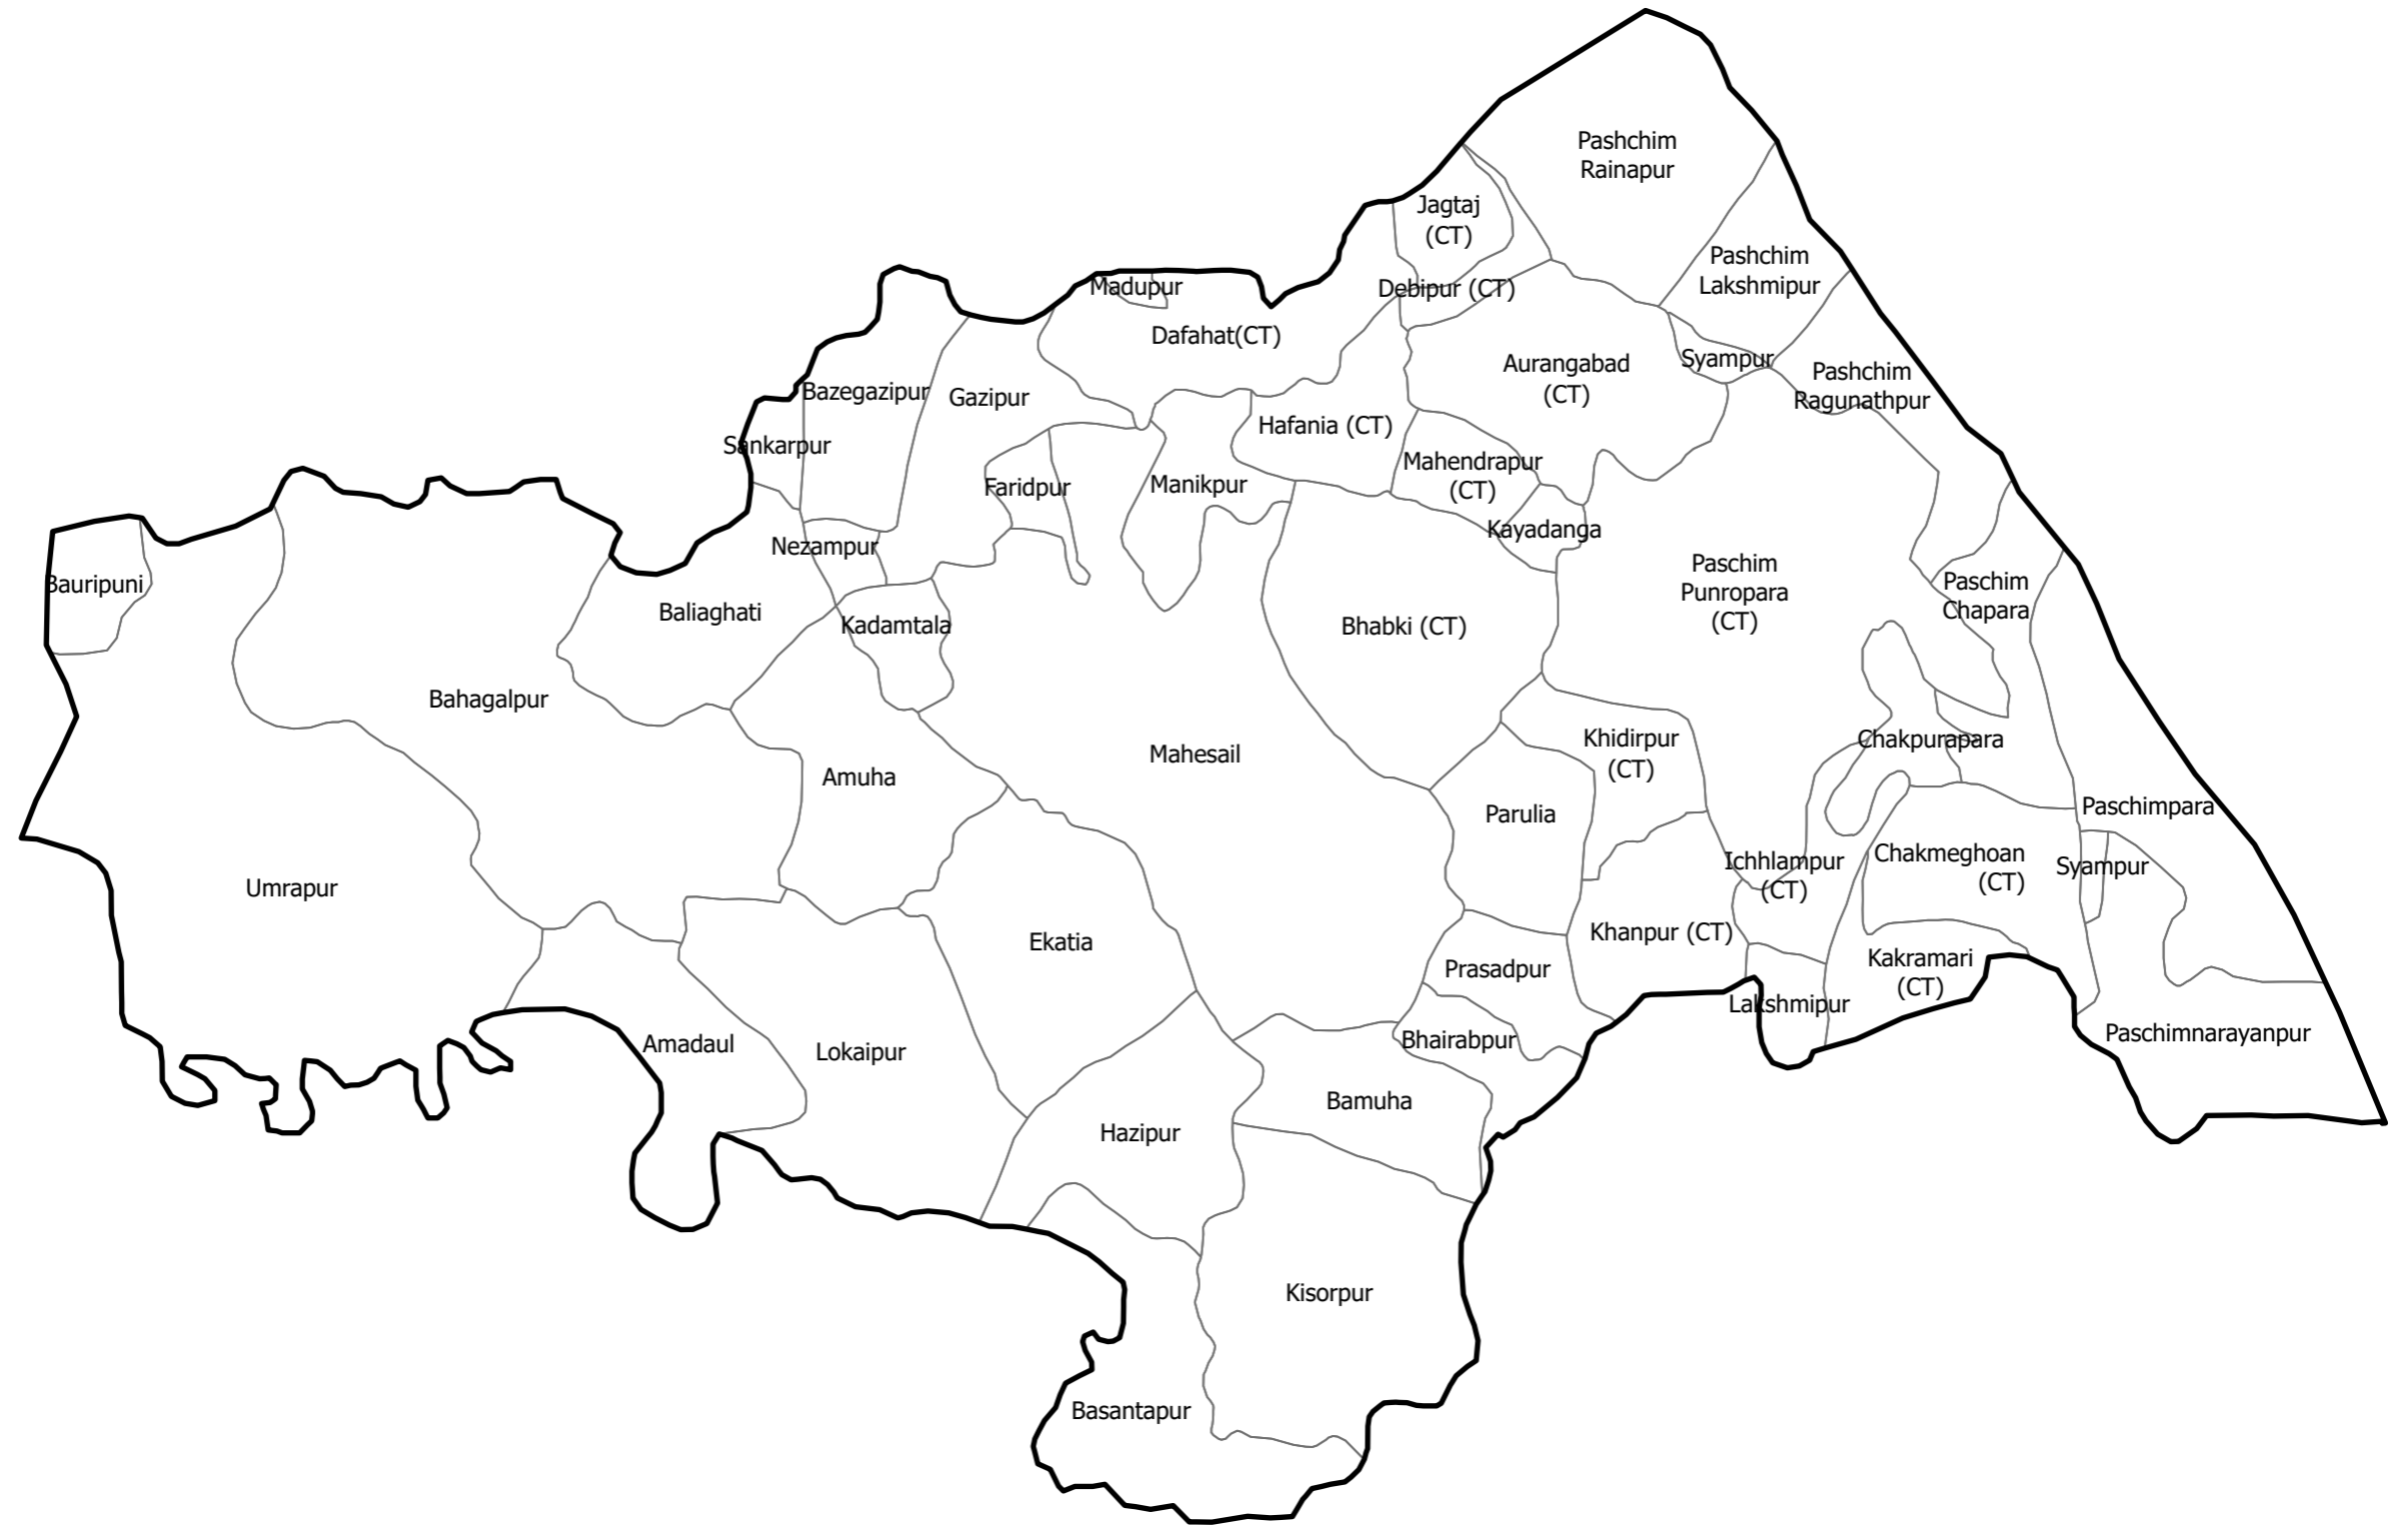 Pashchim
Rainapur
Jagtaj
(CT)
Pashchim
Lakshmipur
Madupur
Debipur (CT)
Dafahat(CT)
Syampur
Aurangabad
(CT)
Pashchim
Ragunathpur
Bazegazipur
Gazipur
Hafania (CT)
Sankarpur
Mahendrapur
(CT)
Faridpur
Manikpur
Kayadanga
Nezampur
Bauripuni
Paschim
Punropara
(CT)
Paschim
Chapara
Baliaghati
Kadamtala
Bhabki (CT)
Bahagalpur
Khidirpur
(CT)
Chakpurapara
Mahesail
Amuha
Parulia
Paschimpara
Ichhlampur
(CT)
Chakmeghoan
(CT)
Syampur
Umrapur
Ekatia
Khanpur (CT)
Prasadpur
Kakramari
(CT)
Lakshmipur
Paschimnarayanpur
Amadaul
Lokaipur
Bhairabpur
Bamuha
Hazipur
Kisorpur
Basantapur